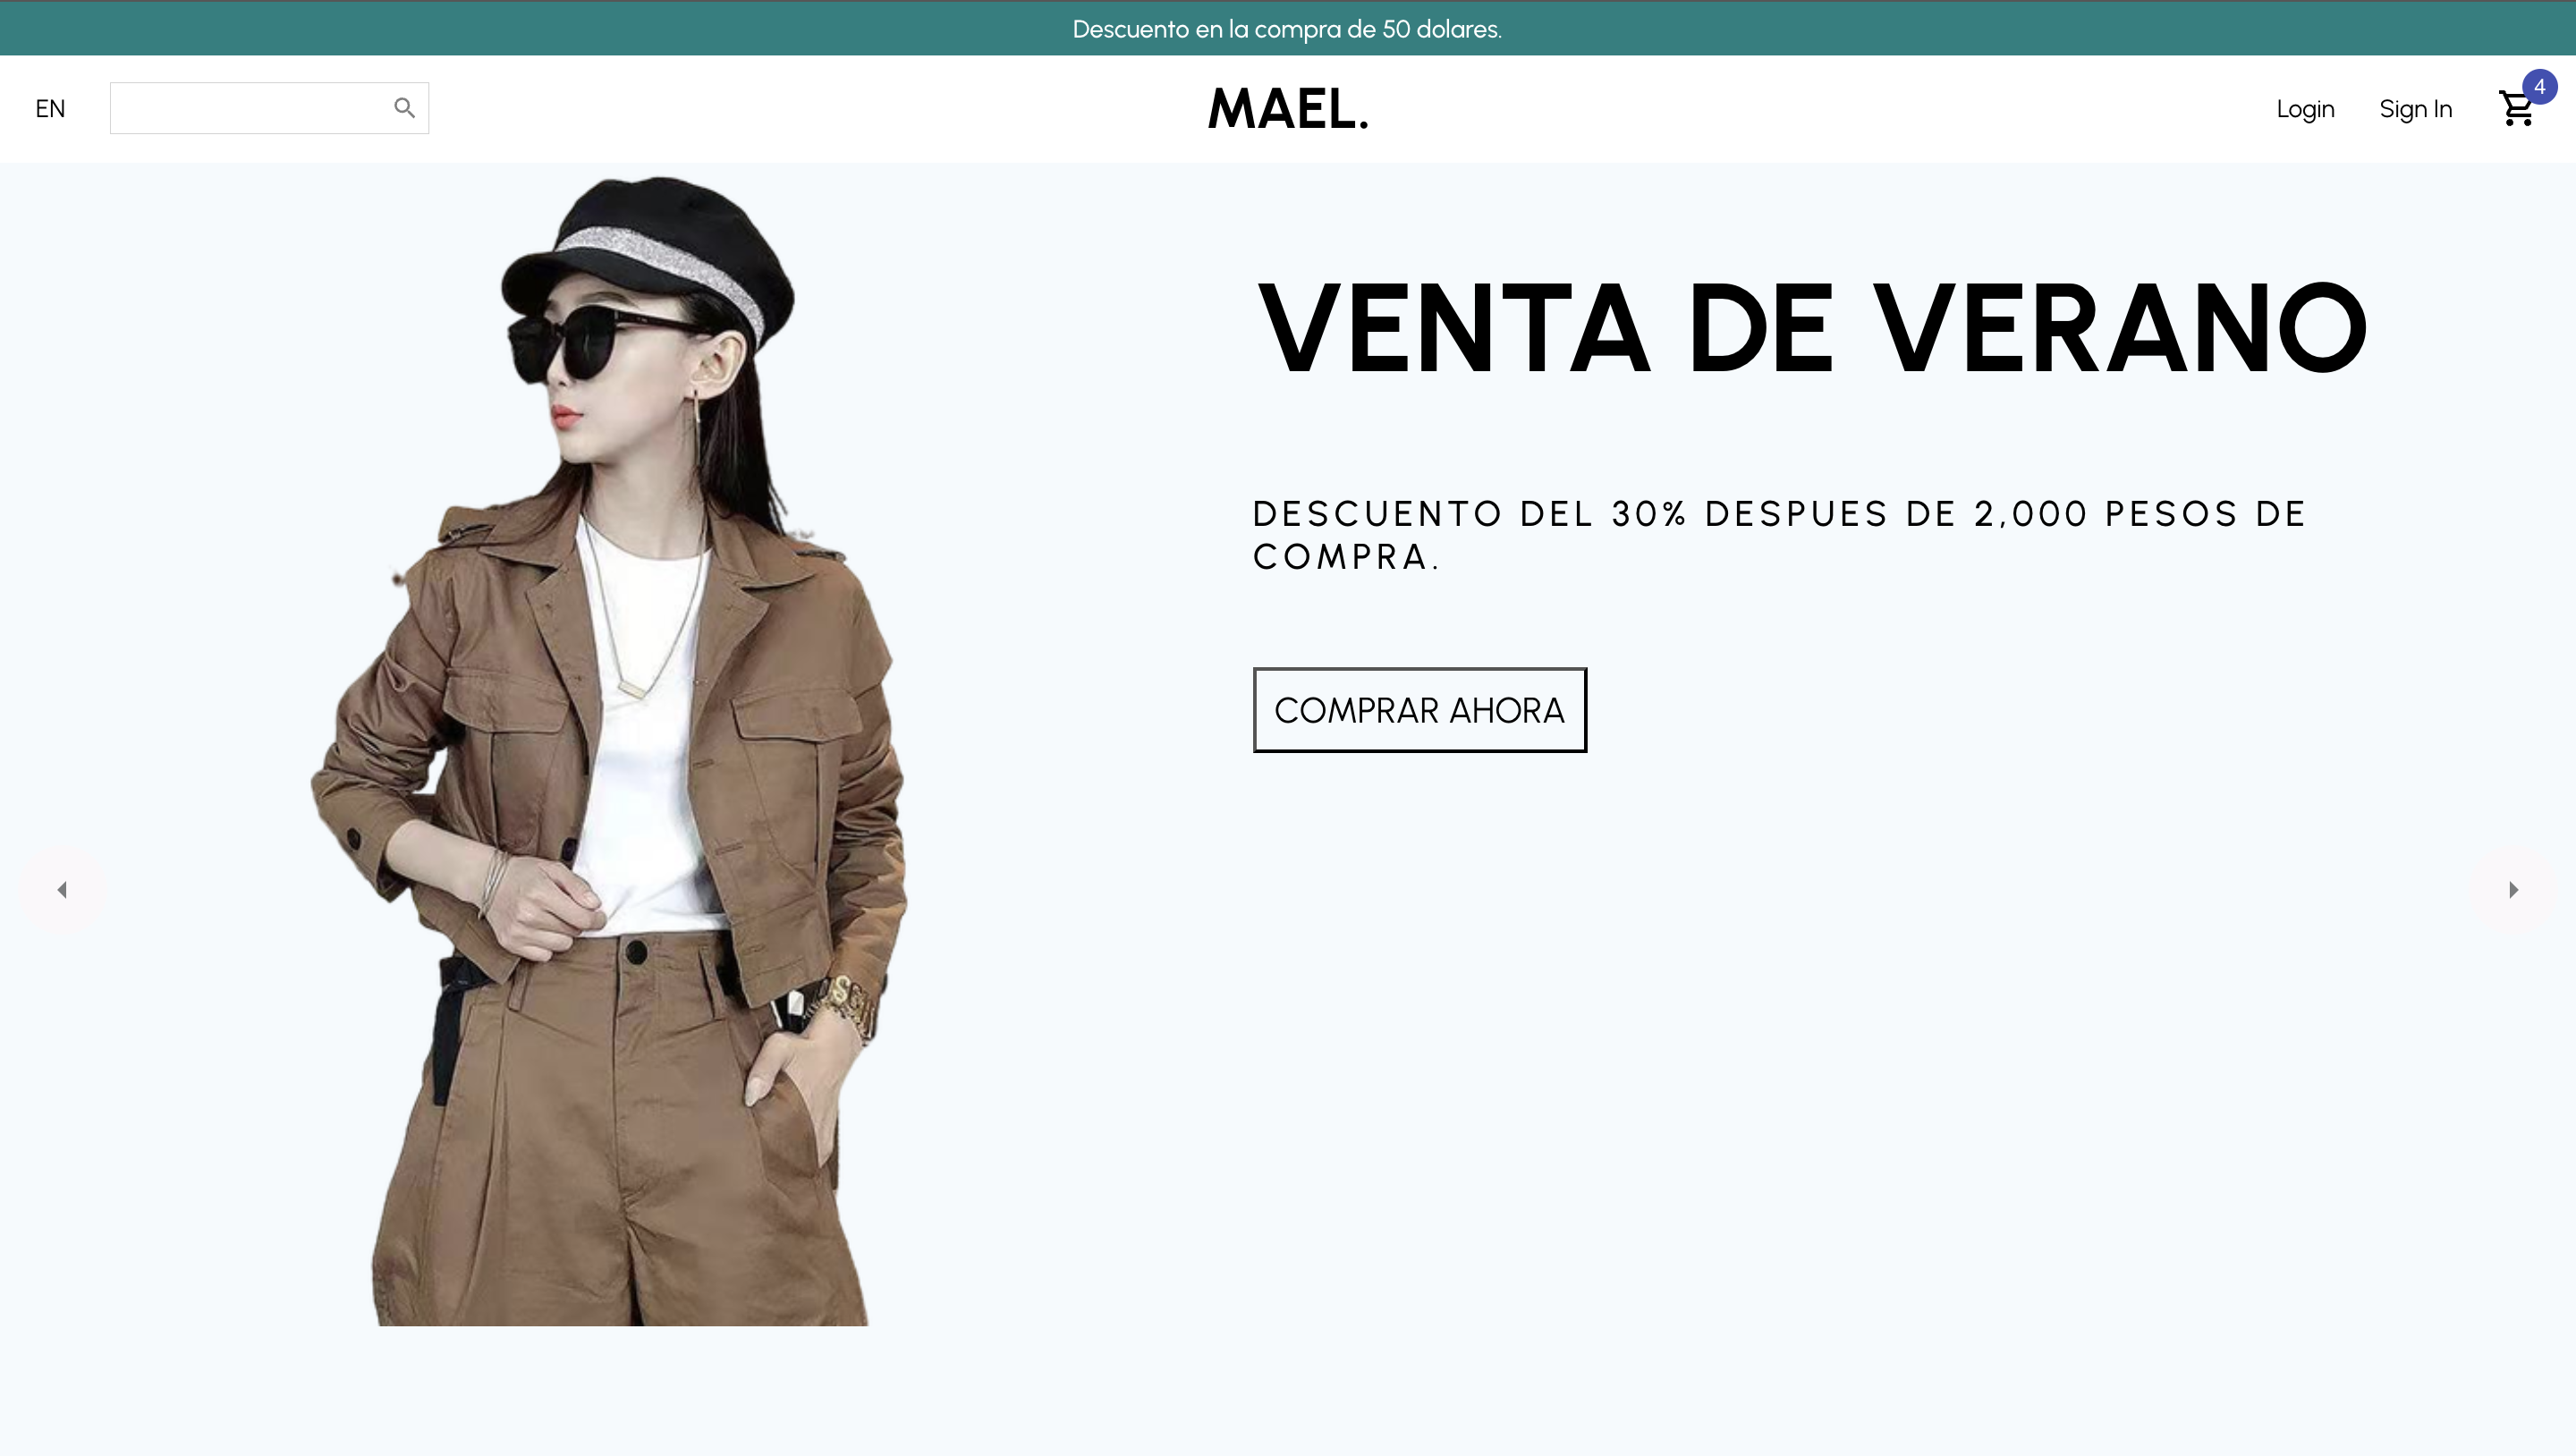 Descuento en la compra de 50 dolares.
EN
MAEL.
Login
Sign In
4
VENTA DE VERANO
DESCUENTO DEL 30% DESPUES DE 2,000 PESOS DE
COMPRA.
COMPRAR AHORA